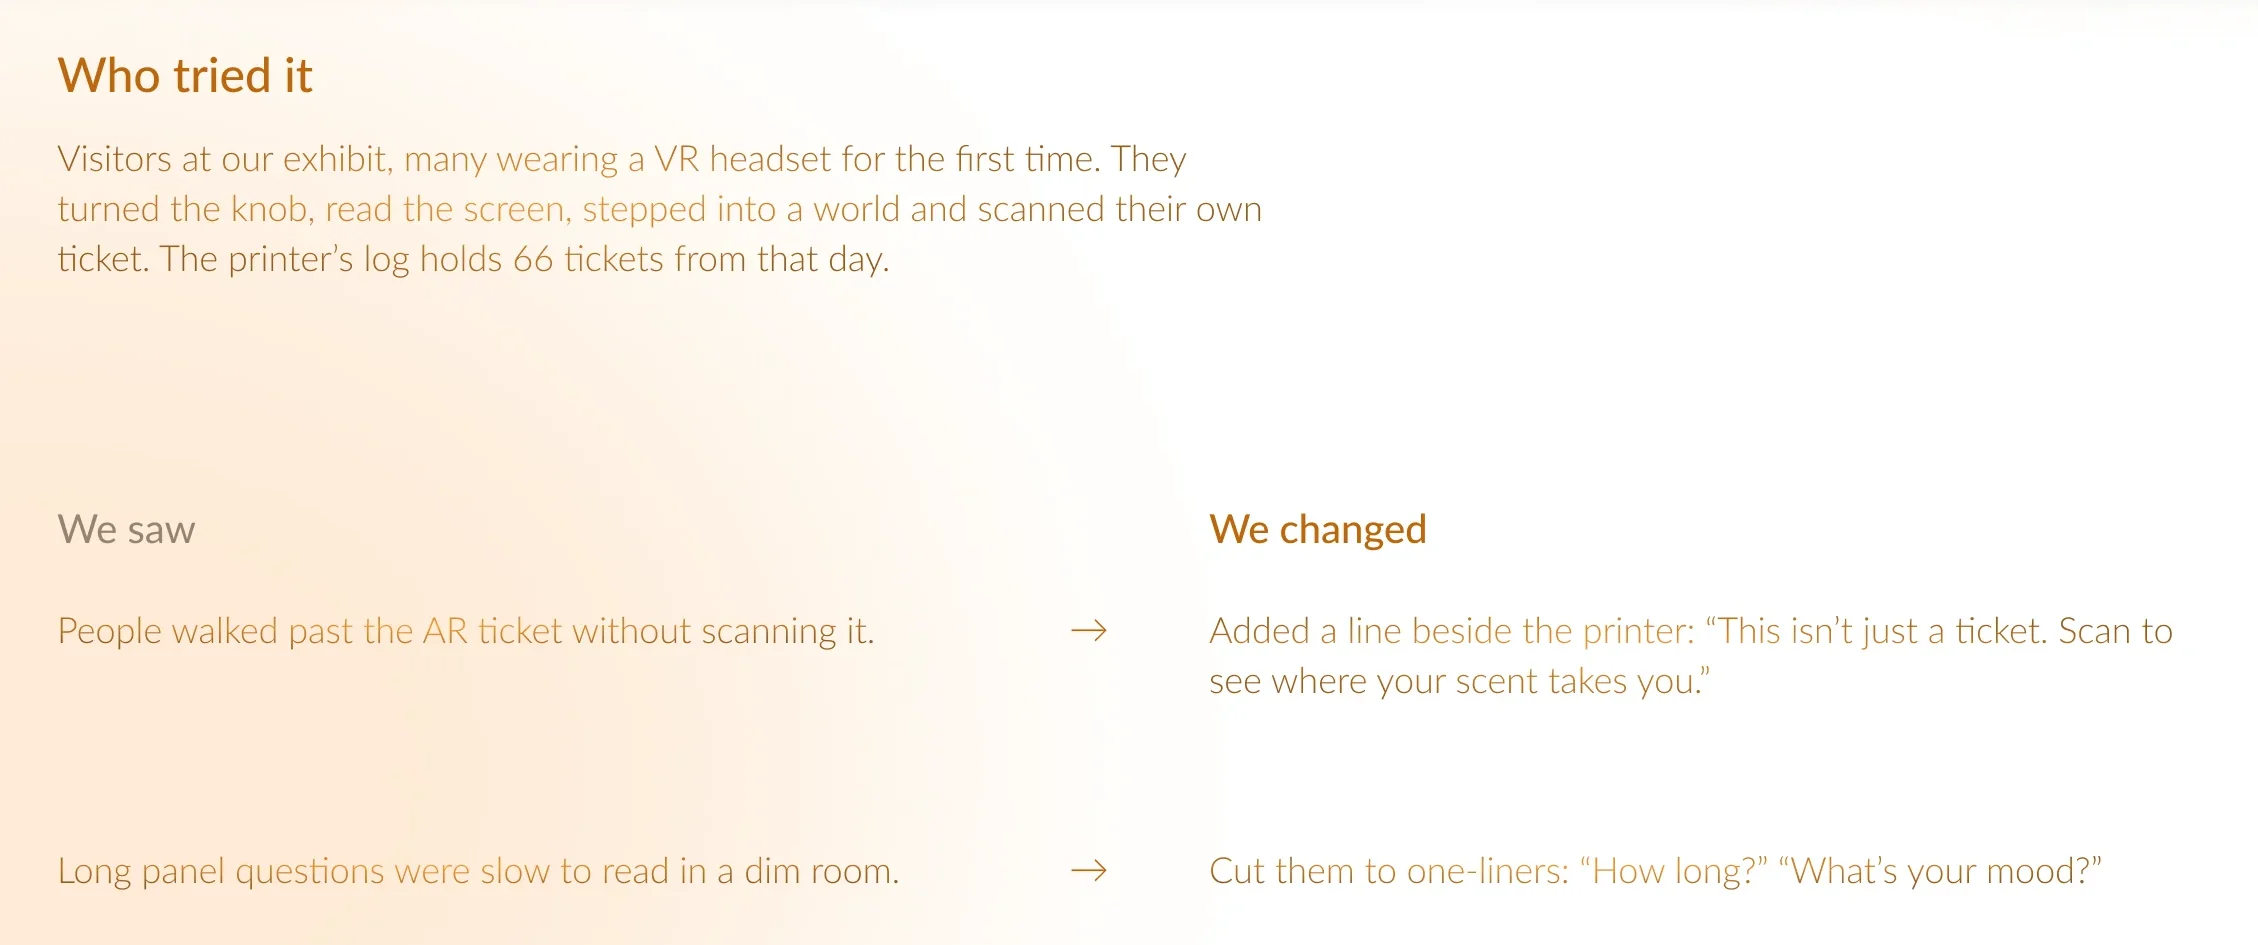 Who tried it
Visitors at our exhibit, many wearing a VR headset for the first time. They
turned the knob, read the screen, stepped into a world and scanned their own
ticket. The printer’s log holds 66 tickets from that day.
We saw
We changed
People walked past the AR ticket without scanning it.
→
Added a line beside the printer: “This isn’t just a ticket. Scan to
see where your scent takes you.”
Long panel questions were slow to read in a dim room.
→
Cut them to one-liners: “How long?” “What’s your mood?”